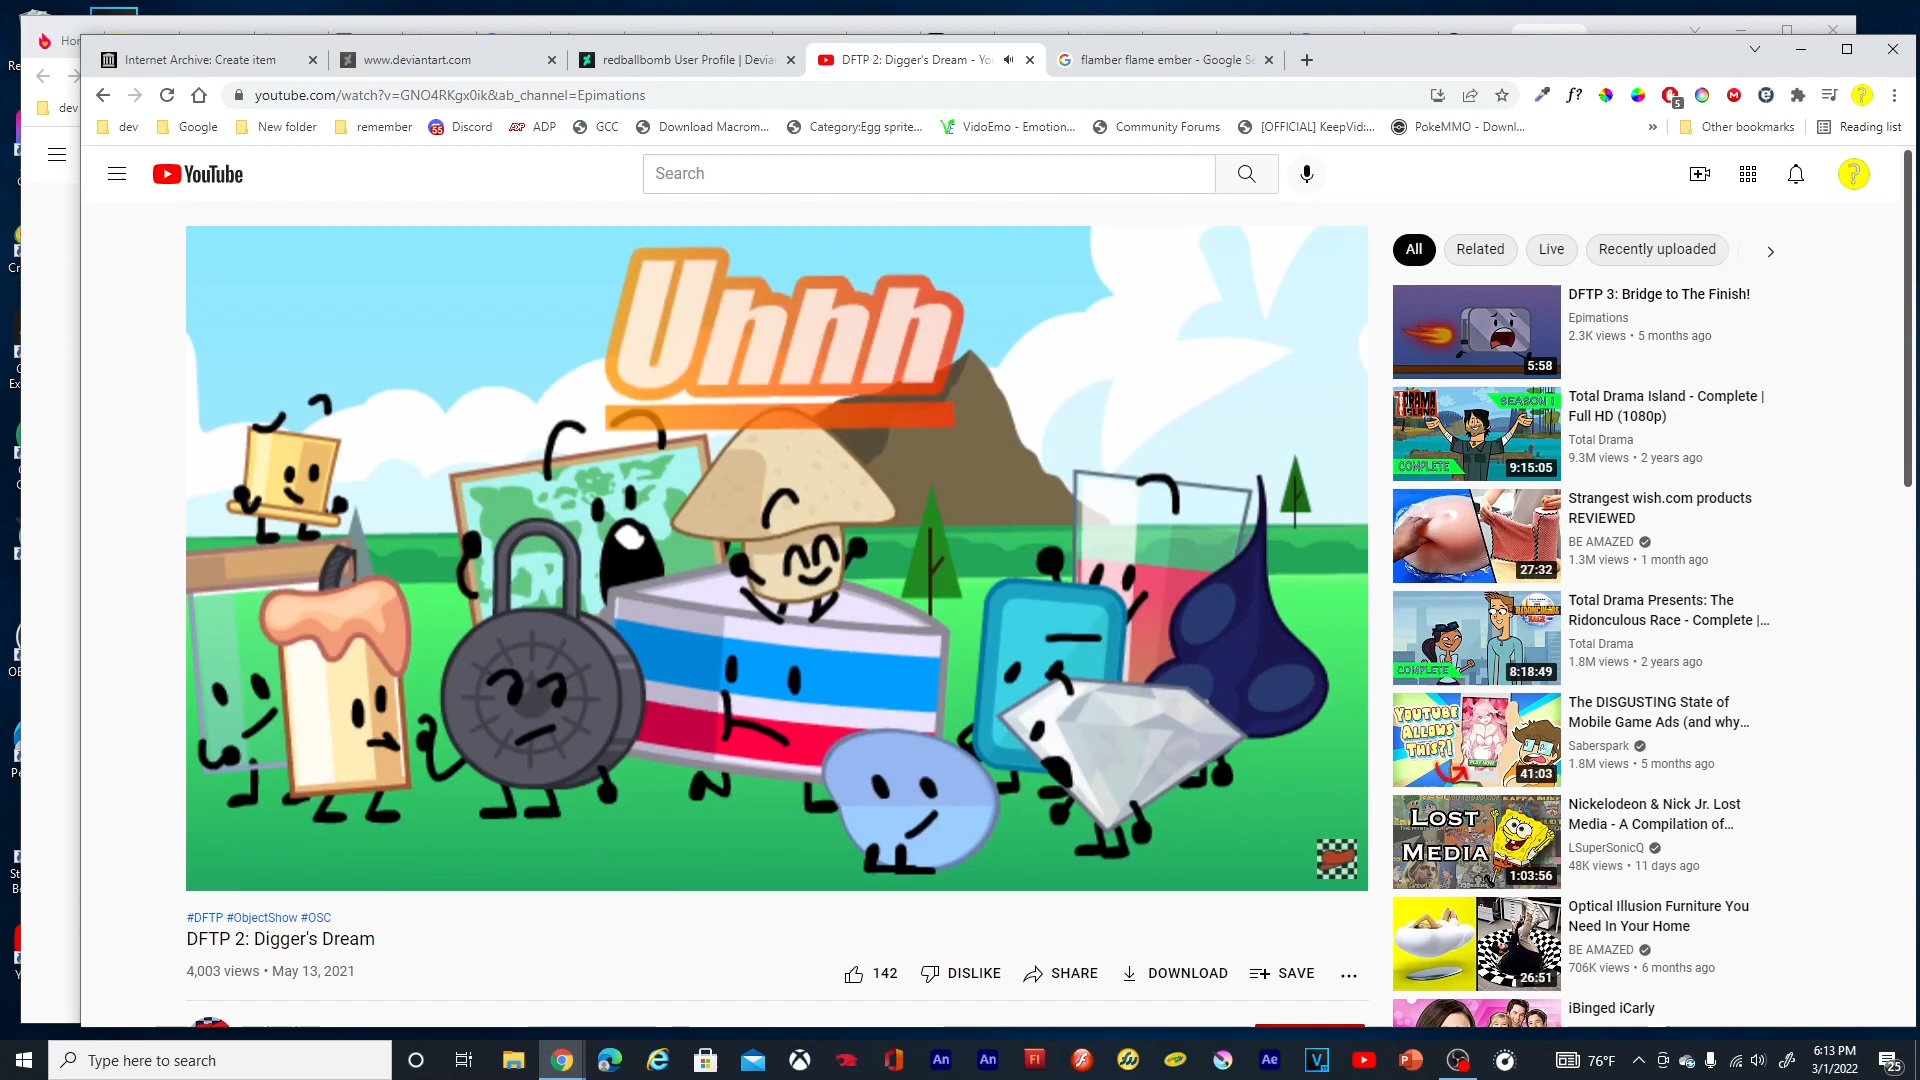 Internet Archive: Create item
www.deviantart.com
redballbomb User Profile | Devia
DFTP 2: Digger's Dream - Yo
flamber flame ember - Google Se
youtube.com/watch?v=GNO4RKgx0ik&ab_channel=Epimations
dev
Google
New folder
remember
Discord
ADP
GCC
Download Macrom...
Category:Egg sprite...
VidoEmo - Emotion...
Community Forums
[OFFICIAL] KeepVid:...
PokeMMO - Downl...
Other bookmarks
Reading list
YouTube
Search
Uhhh
All
Related
Live
Recently uploaded
DFTP 3: Bridge to The Finish!
Epimations
2.3K views • 5 months ago
5:58
Total Drama Island - Complete |
Full HD (1080p)
Total Drama
9.3M views • 2 years ago
SEASON 1
COMPLETE
9:15:05
Strangest wish.com products
REVIEWED
BE AMAZED
1.3M views • 1 month ago
27:32
Total Drama Presents: The
Ridonculous Race - Complete |...
Total Drama
1.8M views • 2 years ago
COMPLETE
8:18:49
The DISGUSTING State of
Mobile Game Ads (and why...
Saberspark
1.8M views • 5 months ago
YOUTUBE
ALLOWS
THIS?!
41:03
Nickelodeon & Nick Jr. Lost
Media - A Compilation of...
LSuperSonicQ
48K views • 11 days ago
LOST
MEDIA
1:03:56
Optical Illusion Furniture You
Need In Your Home
BE AMAZED
706K views • 6 months ago
26:51
iBinged iCarly
#DFTP #ObjectShow #OSC
DFTP 2: Digger's Dream
4,003 views • May 13, 2021
142
DISLIKE
SHARE
DOWNLOAD
SAVE
Type here to search
76°F
6:13 PM
3/1/2022
25